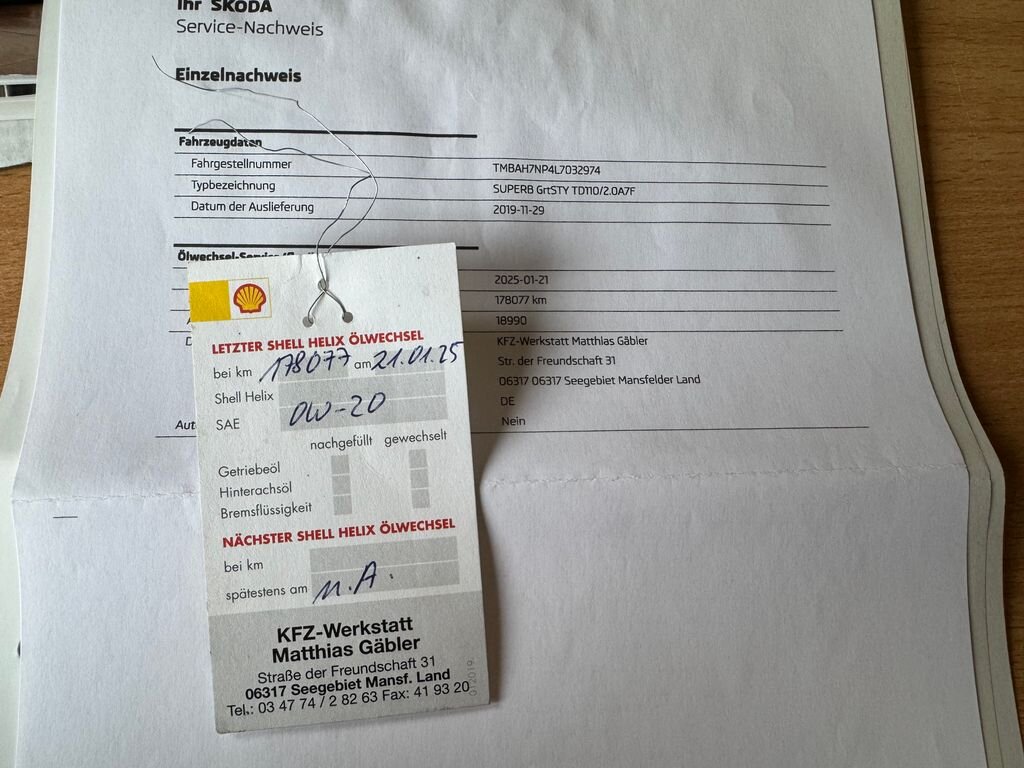 Ihr SKODA
Service-Nachweis
Einzelnachweis
Fahrzeugdaten
Fahrgestellnummer TMBAH7NP4L7032974
Typbezeichnung SUPERB GrtSTY TD110/2.0A7F
Datum der Auslieferung 2019-11-29
Ölwechsel-Service
2025-01-21
178077 km
18990
KFZ-Werkstatt Matthias Gäbler
Str. der Freundschaft 31
06317 06317 Seegebiet Mansfelder Land
DE
Nein
LETZTER SHELL HELIX ÖLWECHSEL
bei km 178077 am 21.01.25
Shell Helix
SAE 0W-20
nachgefüllt gewechselt
Getriebeöl
Hinterachsöl
Bremsflüssigkeit
NÄCHSTER SHELL HELIX ÖLWECHSEL
bei km
spätestens am n.A.
KFZ-Werkstatt
Matthias Gäbler
Straße der Freundschaft 31
06317 Seegebiet Mansf. Land
Tel.: 03 47 74 / 2 82 63 Fax: 41 93 20